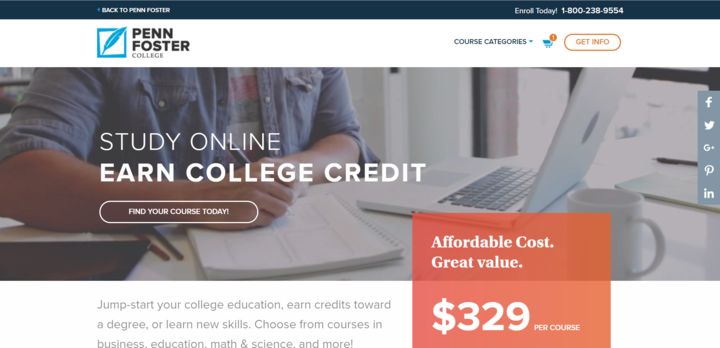 BACK TO PENN FOSTER
Enroll Today! 1-800-238-9554
PENN
FOSTER
COLLEGE
COURSE CATEGORIES
1
GET INFO
f
G+
in
STUDY ONLINE
EARN COLLEGE CREDIT
FIND YOUR COURSE TODAY!
Affordable Cost.
Great value.
$329 PER COURSE
Jump-start your college education, earn credits toward
a degree, or learn new skills. Choose from courses in
business, education, math & science, and more!